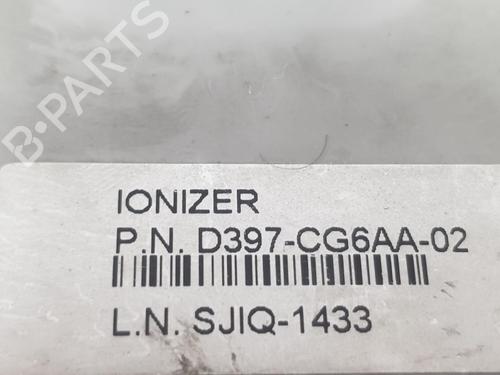 B-PARTS
IONIZER
P.N. D397-CG6AA-02
L.N. SJIQ-1433